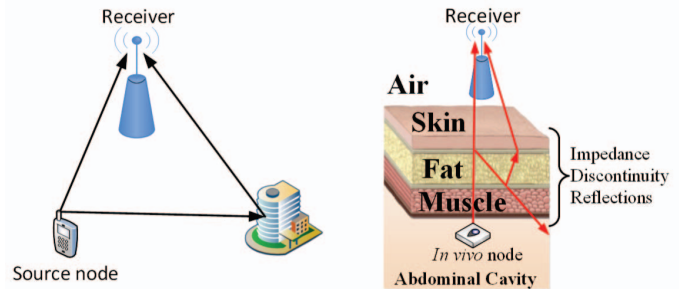 Receiver
Source node
Receiver
Air
Skin
Fat
Muscle
Impedance
Discontinuity
Reflections
In vivo node
Abdominal Cavity